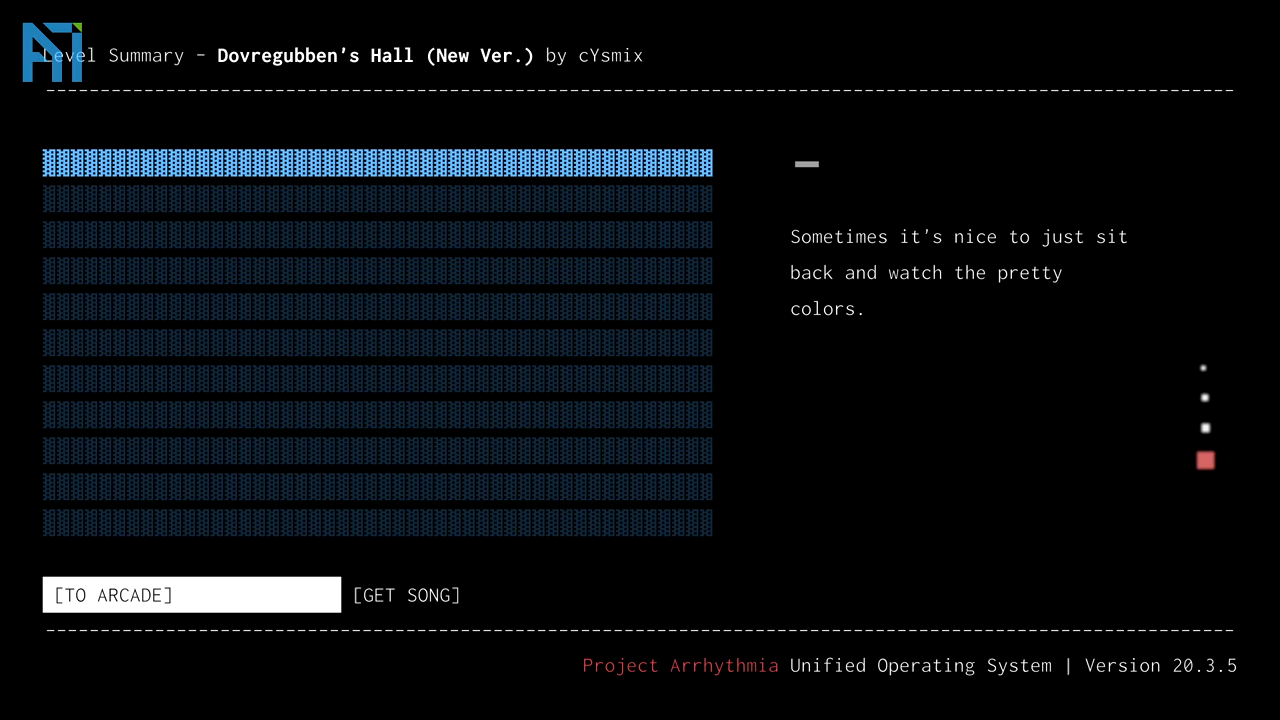 Level Summary - Dovregubben's Hall (New Ver.) by cYsmix
Sometimes it's nice to just sit
back and watch the pretty
colors.
[TO ARCADE] [GET SONG]
Project Arrhythmia Unified Operating System | Version 20.3.5